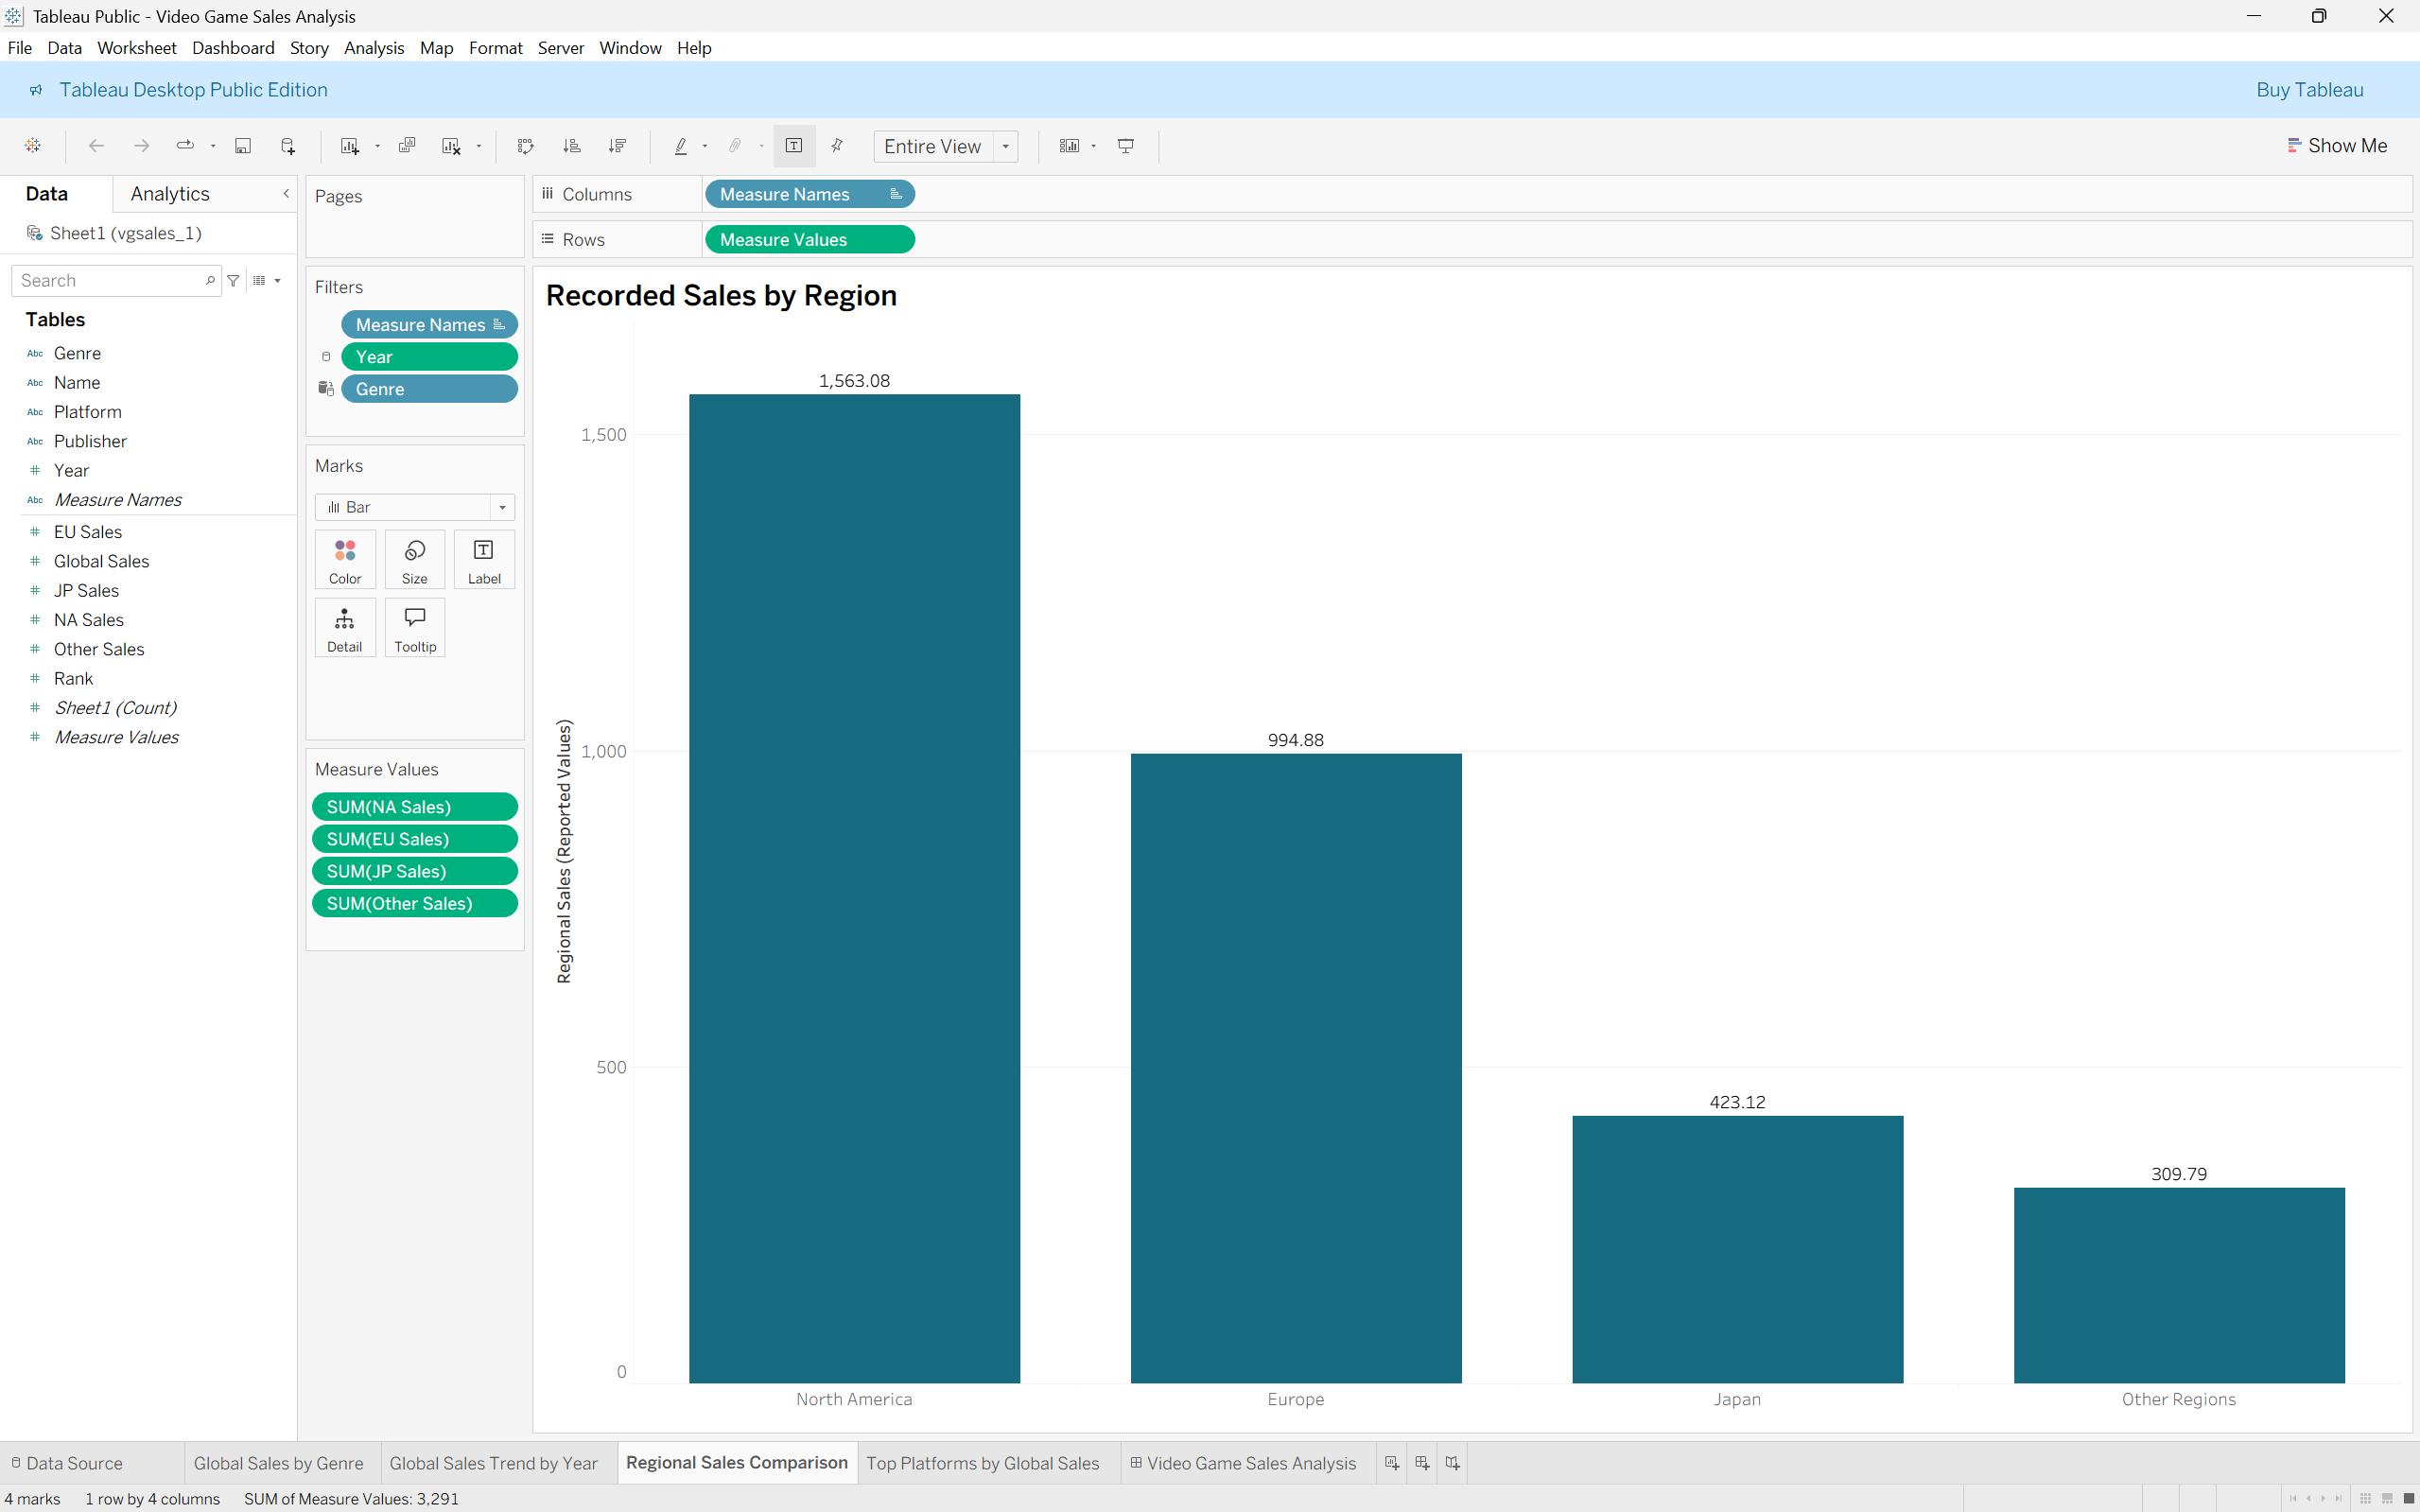 Tableau Public - Video Game Sales Analysis
File Data Worksheet Dashboard Story Analysis Map Format Server Window Help
Tableau Desktop Public Edition
Buy Tableau
Entire View
Show Me
Data
Analytics
Sheet1 (vgsales_1)
Search
Tables
Abc Genre
Abc Name
Abc Platform
Abc Publisher
# Year
Abc Measure Names
# EU Sales
# Global Sales
# JP Sales
# NA Sales
# Other Sales
# Rank
# Sheet1 (Count)
# Measure Values
Pages
Filters
Measure Names
Year
Genre
Marks
Bar
Color
Size
Label
Detail
Tooltip
Measure Values
SUM(NA Sales)
SUM(EU Sales)
SUM(JP Sales)
SUM(Other Sales)
Columns
Measure Names
Rows
Measure Values
Recorded Sales by Region
Regional Sales (Reported Values)
1,500
1,000
500
0
1,563.08
994.88
423.12
309.79
North America
Europe
Japan
Other Regions
Data Source
Global Sales by Genre
Global Sales Trend by Year
Regional Sales Comparison
Top Platforms by Global Sales
Video Game Sales Analysis
4 marks 1 row by 4 columns SUM of Measure Values: 3,291